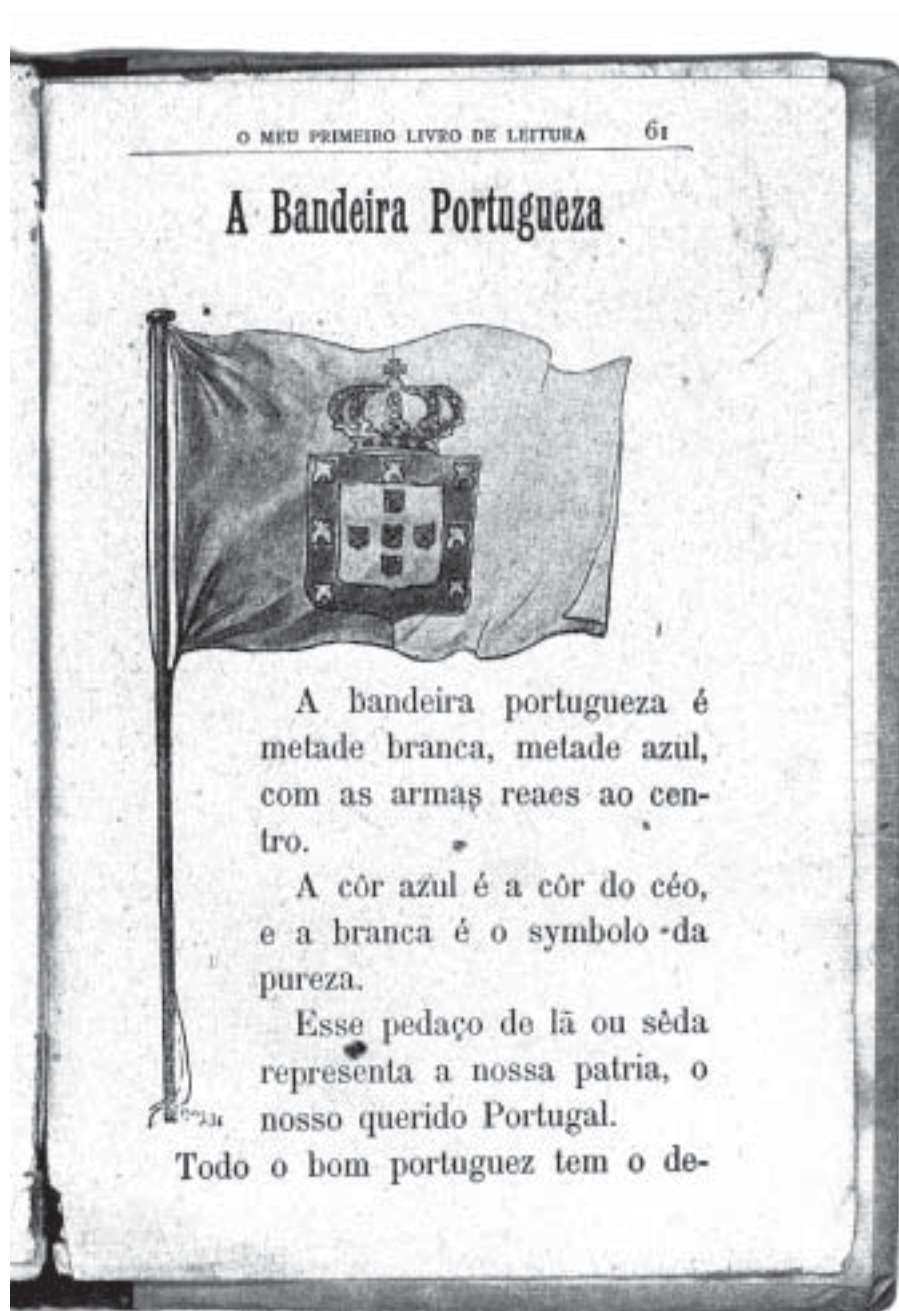 O MEU PRIMEIRO LIVRO DE LEITURA 61
A Bandeira Portugueza
A bandeira portugueza é
metade branca, metade azul,
com as armas reaes ao cen-
tro.
A côr azul é a côr do céo,
e a branca é o symbolo da
pureza.
Esse pedaço de lã ou sêda
representa a nossa patria, o
nosso querido Portugal.
Todo o bom portuguez tem o de-